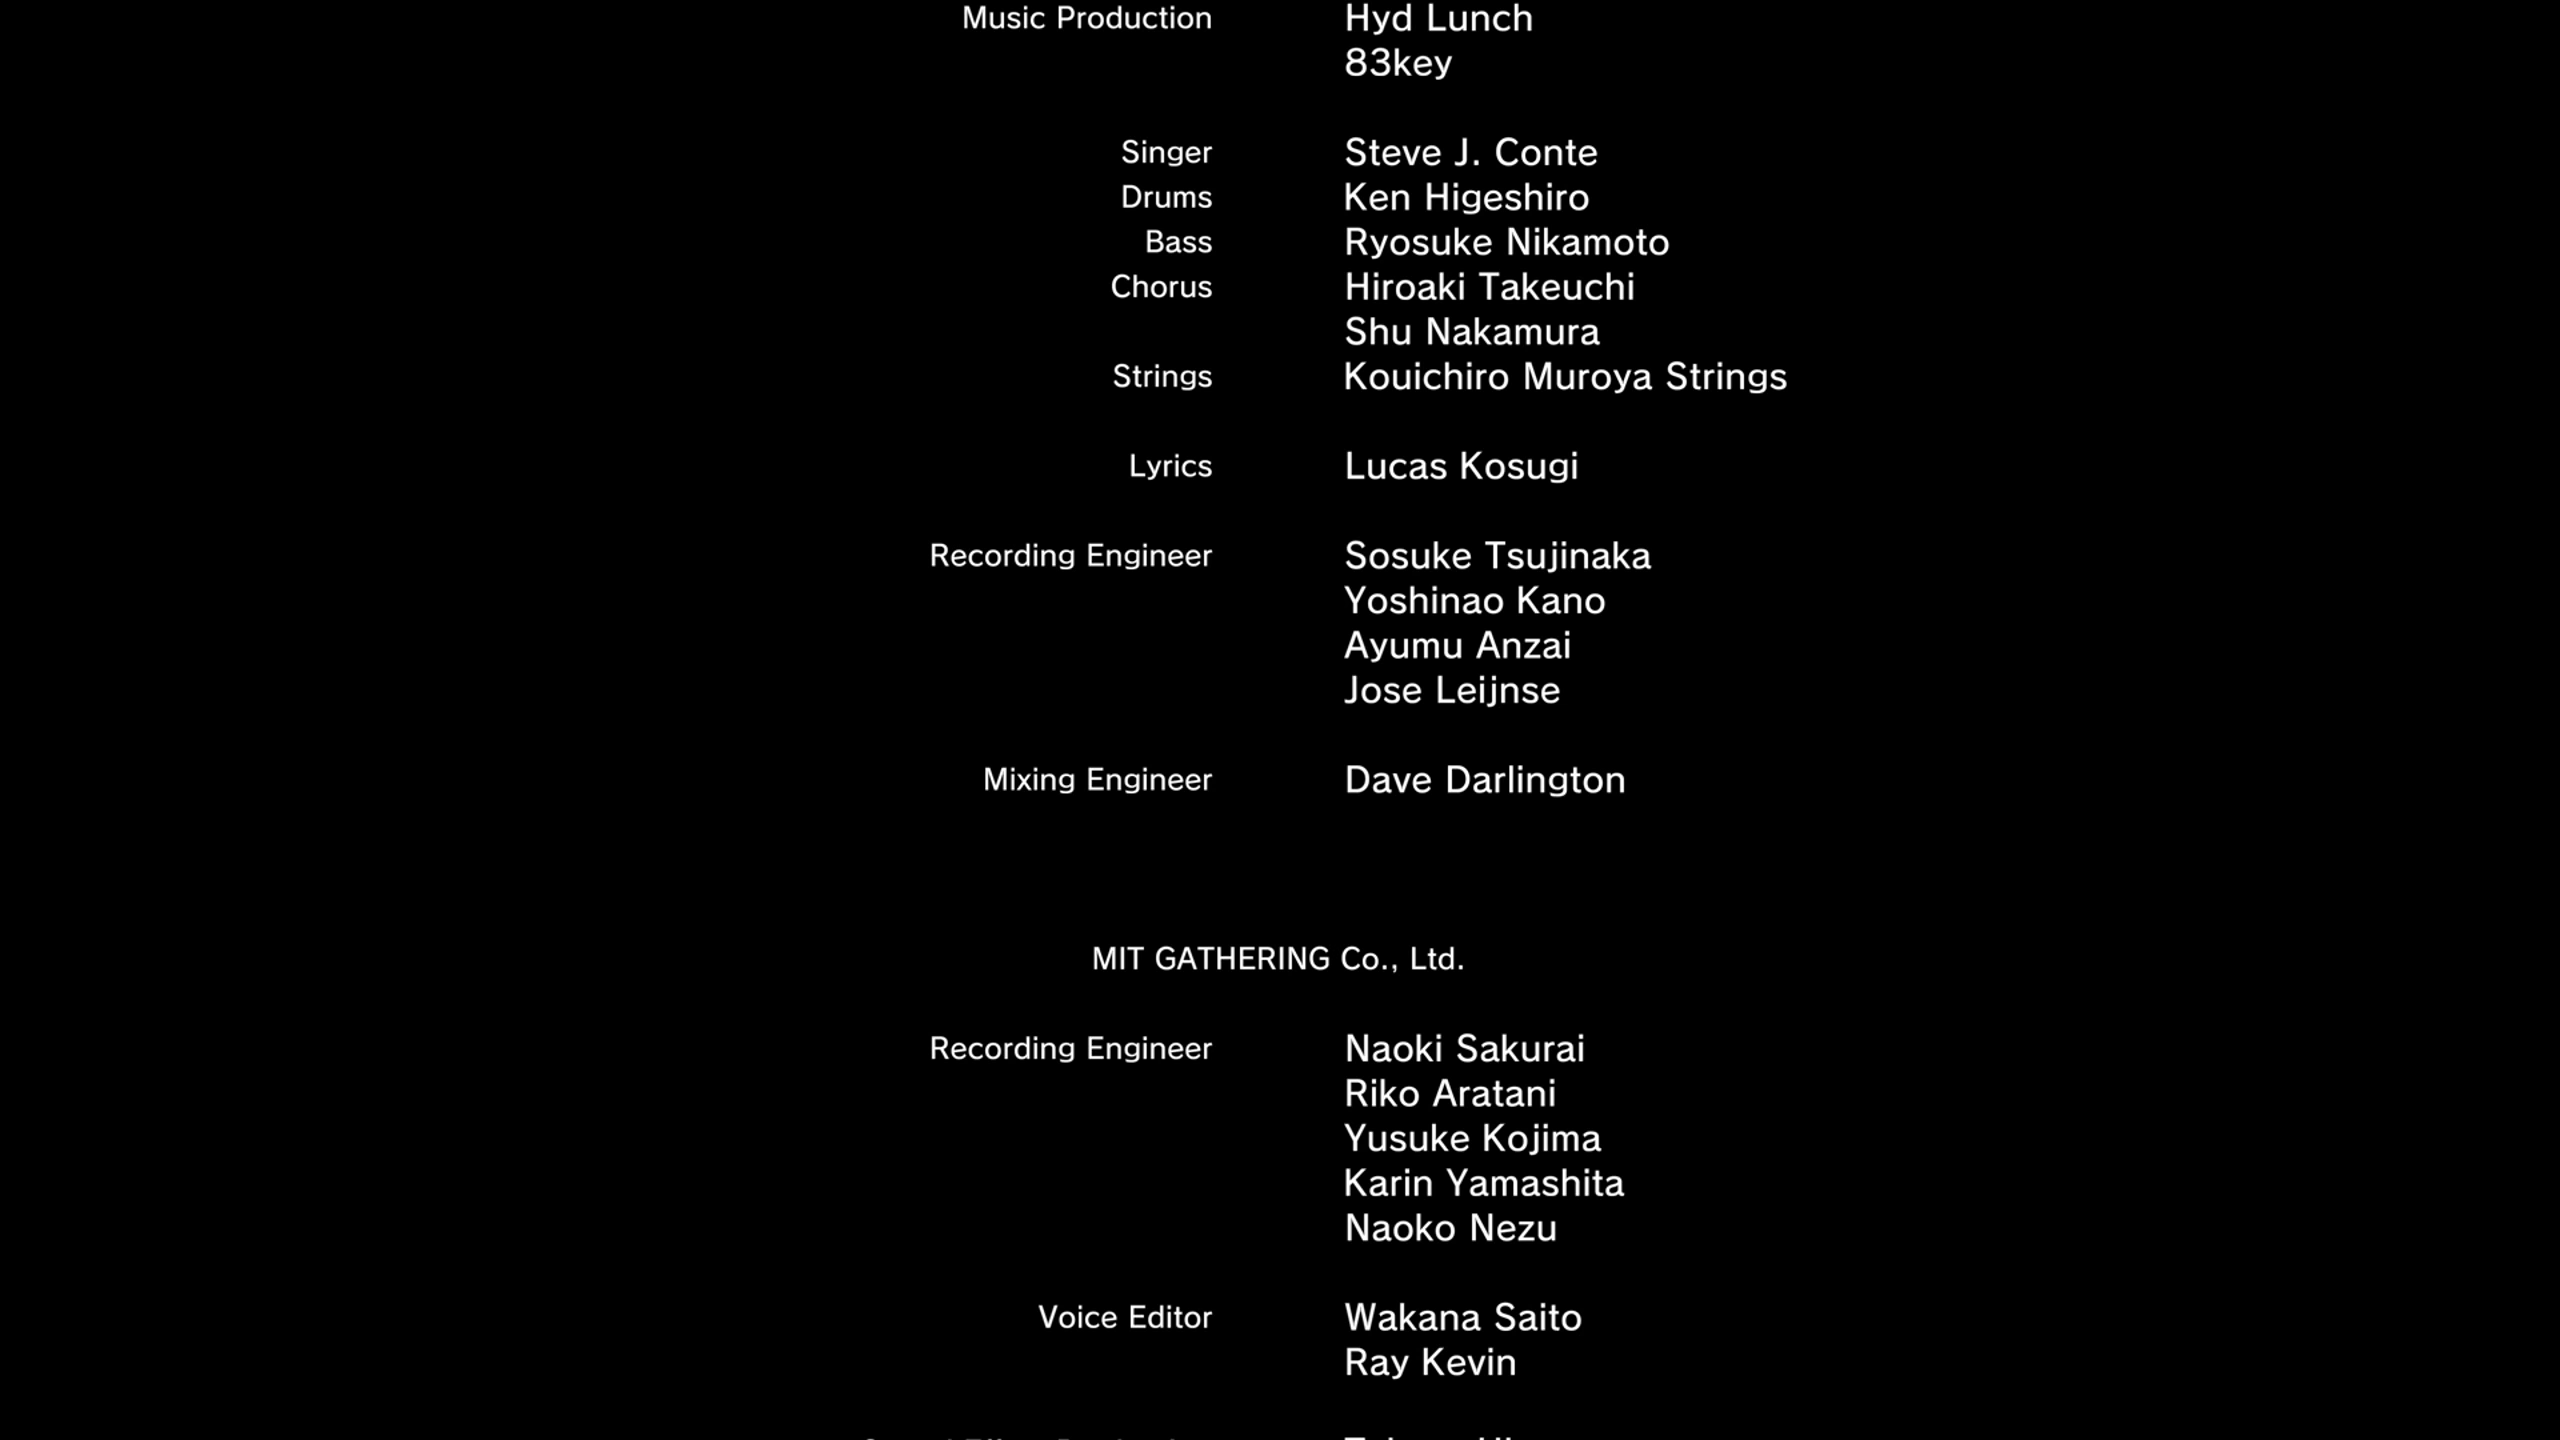 Music Production Hyd Lunch
83key
Singer Steve J. Conte
Drums Ken Higeshiro
Bass Ryosuke Nikamoto
Chorus Hiroaki Takeuchi
Shu Nakamura
Strings Kouichiro Muroya Strings
Lyrics Lucas Kosugi
Recording Engineer Sosuke Tsujinaka
Yoshinao Kano
Ayumu Anzai
Jose Leijnse
Mixing Engineer Dave Darlington
MIT GATHERING Co., Ltd.
Recording Engineer Naoki Sakurai
Riko Aratani
Yusuke Kojima
Karin Yamashita
Naoko Nezu
Voice Editor Wakana Saito
Ray Kevin